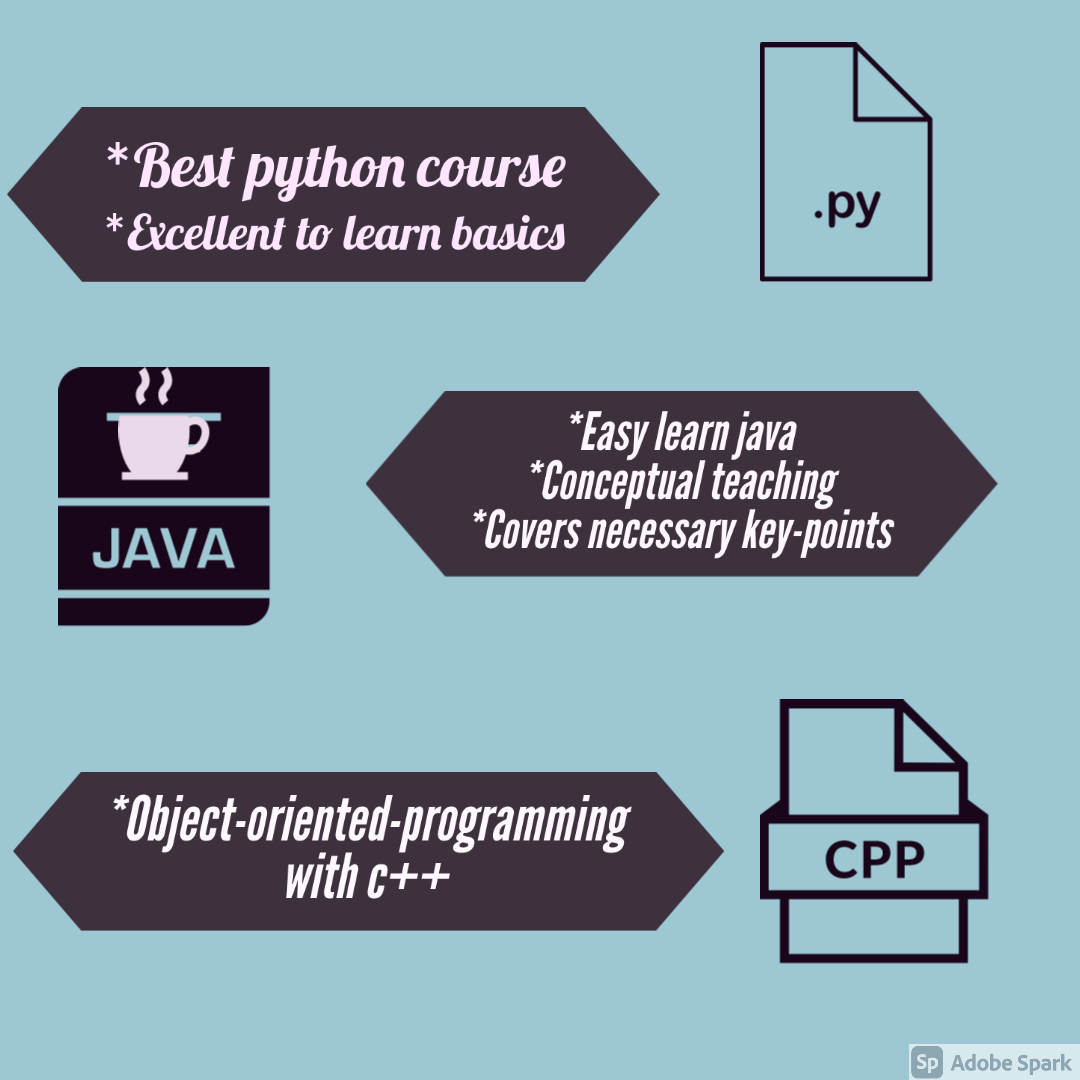 *Best python course
*Excellent to learn basics
.py
JAVA
*Easy learn java
*Conceptual teaching
*Covers necessary key-points
*Object-oriented-programming
with c++
CPP
Sp Adobe Spark